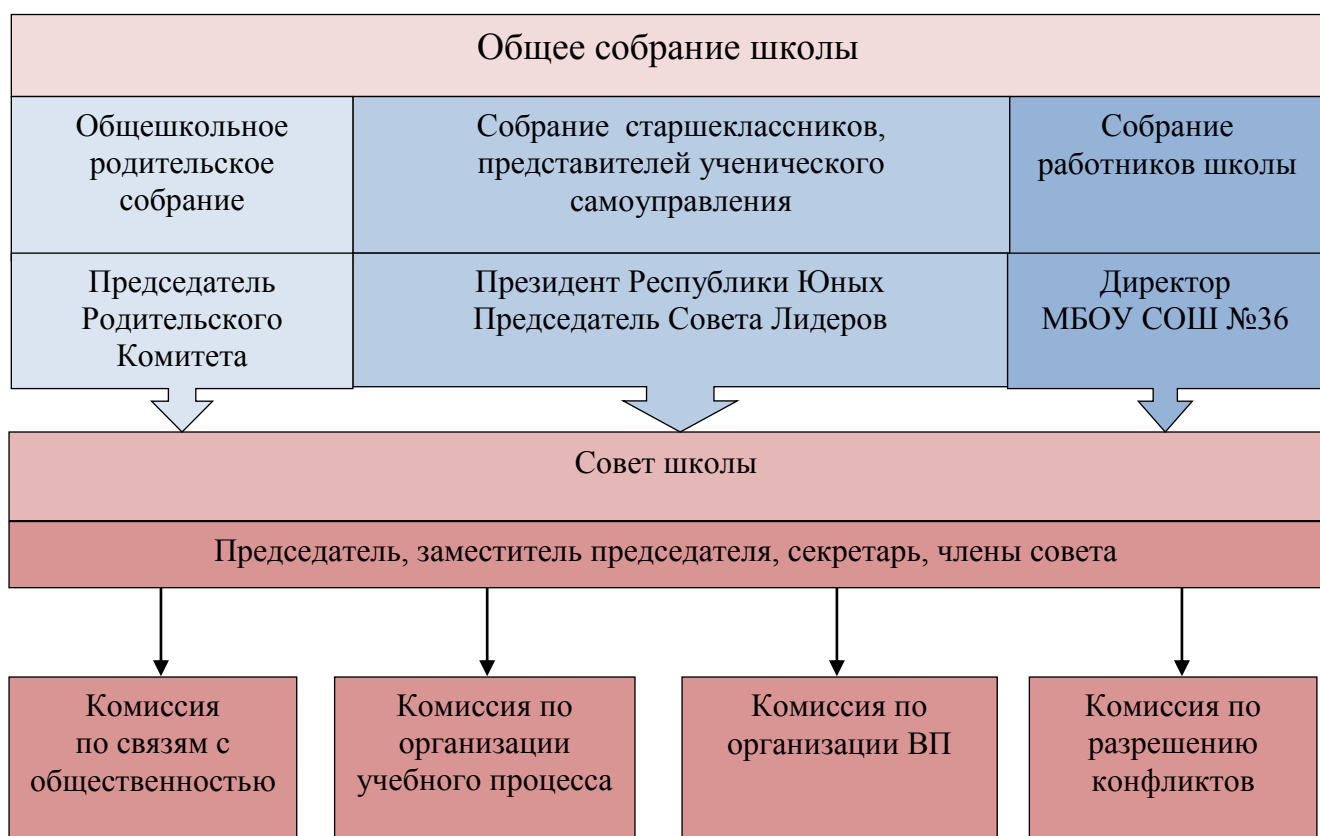 Общее собрание школы
Общешкольное
родительское
собрание
Собрание старшеклассников,
представителей ученического
самоуправления
Собрание
работников школы
Председатель
Родительского
Комитета
Президент Республики Юных
Председатель Совета Лидеров
Директор
МБОУ СОШ №36
Совет школы
Председатель, заместитель председателя, секретарь, члены совета
Комиссия
по связям с
общественностью
Комиссия по
организации
учебного процесса
Комиссия по
организации ВП
Комиссия по
разрешению
конфликтов